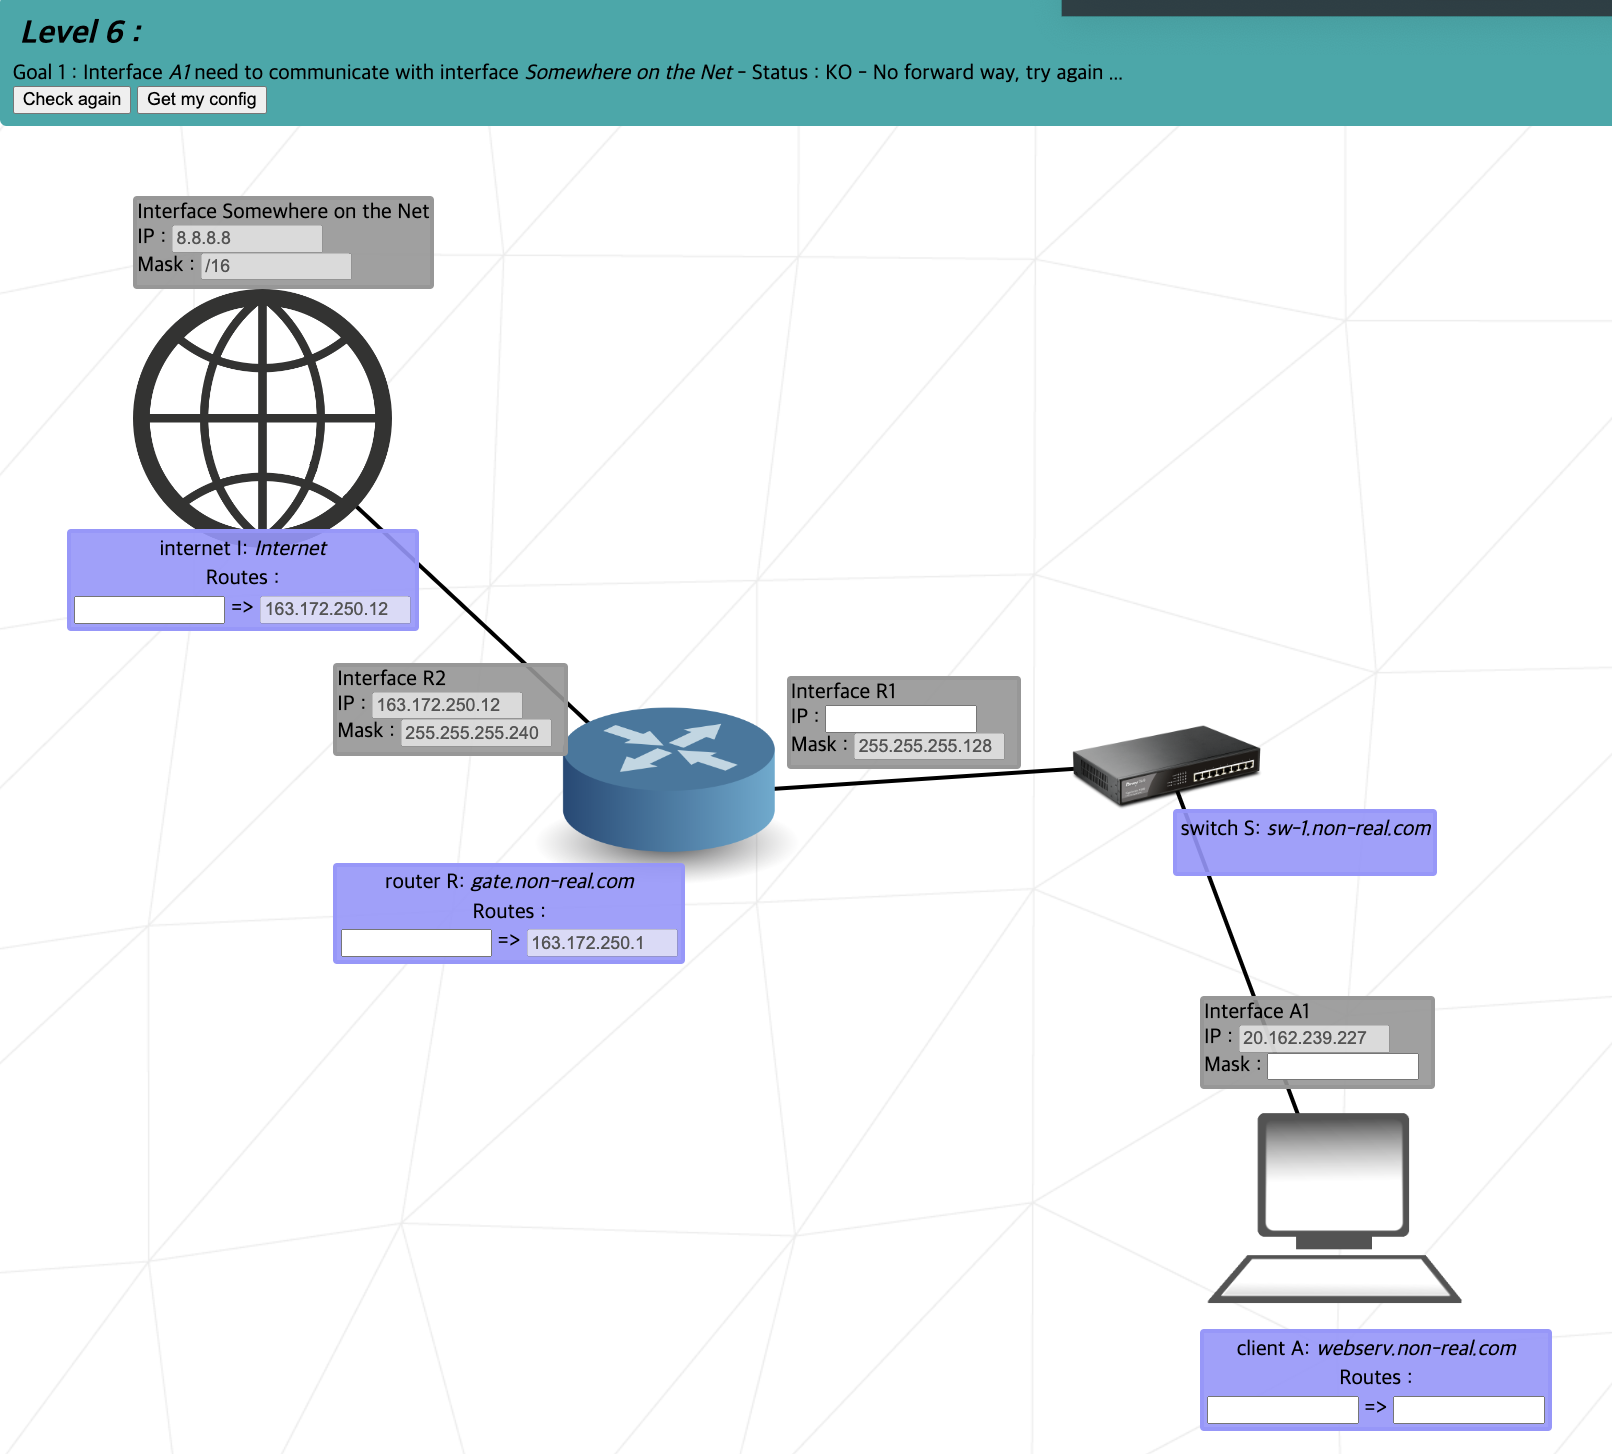 Level 6 :
Goal 1 : Interface A1 need to communicate with interface Somewhere on the Net - Status : KO - No forward way, try again ...
Check again Get my config
Interface Somewhere on the Net
IP : 8.8.8.8
Mask : /16
internet I: Internet
Routes :
=> 163.172.250.12
Interface R2
IP : 163.172.250.12
Mask : 255.255.255.240
Interface R1
IP :
Mask : 255.255.255.128
switch S: sw-1.non-real.com
router R: gate.non-real.com
Routes :
=> 163.172.250.1
Interface A1
IP : 20.162.239.227
Mask :
client A: webserv.non-real.com
Routes :
=>